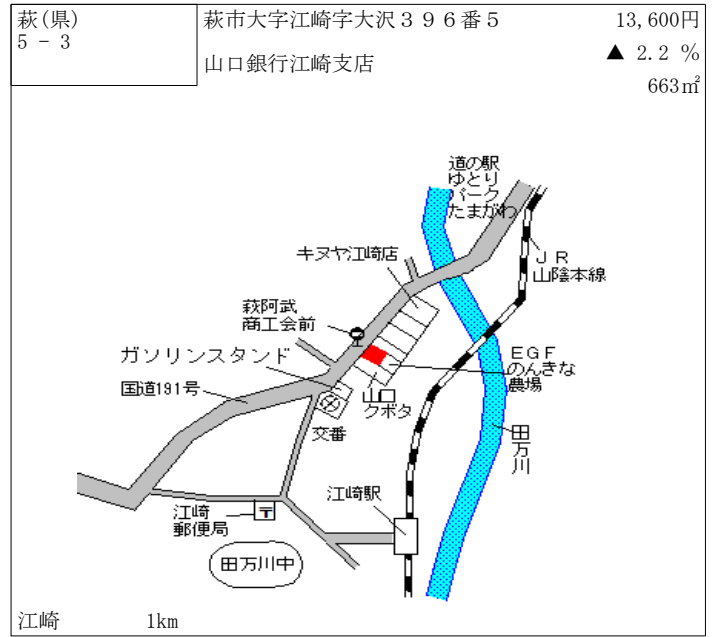 萩(県)
5 - 3
萩市大字江崎字大沢３９６番５
山口銀行江崎支店
13,600円
▲ 2.2 %
663㎡
道の駅
ゆとり
パーク
たまがわ
キヌヤ江崎店
ＪＲ
山陰本線
萩阿武
商工会前
ガソリンスタンド
ＥＧＦ
のんきな
農場
国道191号
山口
クボタ
交番
田万川
江崎駅
江崎
郵便局
〒
田万川中
江崎 1km